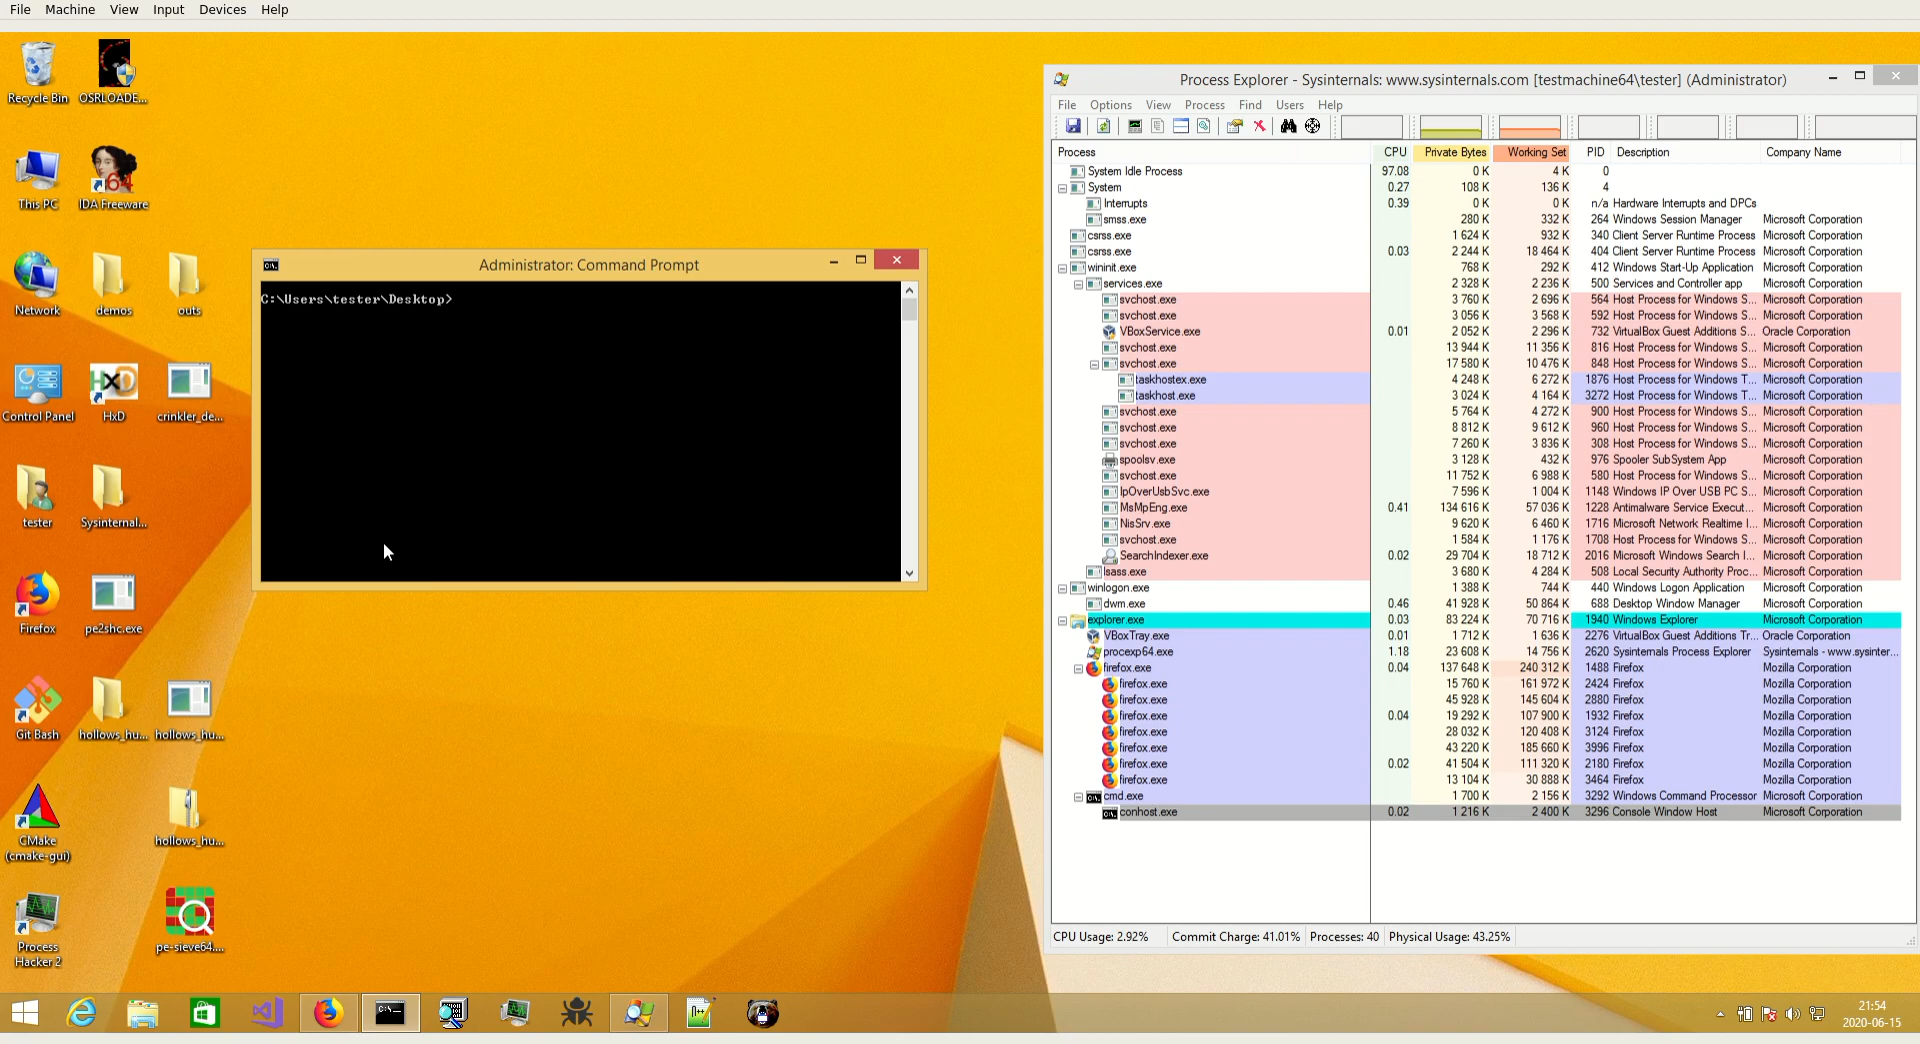 File Machine View Input Devices Help
Recycle Bin OSRLOADE...
This PC IDA Freeware
Network demos outs
Control Panel HxD crinkler_de...
tester Sysinternal...
Firefox pe2shc.exe
Git Bash hollows_hu... hollows_hu...
CMake
(cmake-gui) hollows_hu...
Process
Hacker 2 pe-sieve64....
Administrator: Command Prompt
C:\Users\tester\Desktop>
Process Explorer - Sysinternals: www.sysinternals.com [testmachine64\tester] (Administrator)
File Options View Process Find Users Help
Process CPU Private Bytes Working Set PID Description Company Name
System Idle Process 97.08 0 K 4 K 0
System 0.27 108 K 136 K 4
Interrupts 0.39 0 K 0 K n/a Hardware Interrupts and DPCs
smss.exe 280 K 332 K 264 Windows Session Manager Microsoft Corporation
csrss.exe 1 624 K 932 K 340 Client Server Runtime Process Microsoft Corporation
csrss.exe 0.03 2 244 K 18 464 K 404 Client Server Runtime Process Microsoft Corporation
wininit.exe 768 K 292 K 412 Windows Start-Up Application Microsoft Corporation
services.exe 2 328 K 2 236 K 500 Services and Controller app Microsoft Corporation
svchost.exe 3 760 K 2 696 K 564 Host Process for Windows S... Microsoft Corporation
svchost.exe 3 056 K 3 568 K 592 Host Process for Windows S... Microsoft Corporation
VBoxService.exe 0.01 2 052 K 2 296 K 732 VirtualBox Guest Additions S... Oracle Corporation
svchost.exe 13 944 K 11 356 K 816 Host Process for Windows S... Microsoft Corporation
svchost.exe 17 580 K 10 476 K 848 Host Process for Windows S... Microsoft Corporation
taskhostex.exe 4 248 K 6 272 K 1876 Host Process for Windows T... Microsoft Corporation
taskhost.exe 3 024 K 4 164 K 3272 Host Process for Windows T... Microsoft Corporation
svchost.exe 5 764 K 4 272 K 900 Host Process for Windows S... Microsoft Corporation
svchost.exe 8 812 K 9 612 K 960 Host Process for Windows S... Microsoft Corporation
svchost.exe 7 260 K 3 836 K 308 Host Process for Windows S... Microsoft Corporation
spoolsv.exe 3 128 K 432 K 976 Spooler SubSystem App Microsoft Corporation
svchost.exe 11 752 K 6 988 K 580 Host Process for Windows S... Microsoft Corporation
IpOverUsbSvc.exe 7 596 K 1 004 K 1148 Windows IP Over USB PC S... Microsoft Corporation
MsMpEng.exe 0.41 134 616 K 57 036 K 1228 Antimalware Service Execut... Microsoft Corporation
NisSrv.exe 9 620 K 6 460 K 1716 Microsoft Network Realtime I... Microsoft Corporation
svchost.exe 1 584 K 1 176 K 1708 Host Process for Windows S... Microsoft Corporation
SearchIndexer.exe 0.02 29 704 K 18 712 K 2016 Microsoft Windows Search I... Microsoft Corporation
lsass.exe 3 680 K 4 284 K 508 Local Security Authority Proc... Microsoft Corporation
winlogon.exe 1 388 K 744 K 440 Windows Logon Application Microsoft Corporation
dwm.exe 0.46 41 928 K 50 864 K 688 Desktop Window Manager Microsoft Corporation
explorer.exe 0.03 83 224 K 70 716 K 1940 Windows Explorer Microsoft Corporation
VBoxTray.exe 0.01 1 712 K 1 636 K 2276 VirtualBox Guest Additions Tr... Oracle Corporation
procexp64.exe 1.18 23 608 K 14 756 K 2620 Sysinternals Process Explorer Sysinternals - www.sysinter...
firefox.exe 0.04 137 648 K 240 312 K 1488 Firefox Mozilla Corporation
firefox.exe 15 760 K 161 972 K 2424 Firefox Mozilla Corporation
firefox.exe 45 928 K 145 604 K 2880 Firefox Mozilla Corporation
firefox.exe 0.04 19 292 K 107 900 K 1932 Firefox Mozilla Corporation
firefox.exe 28 032 K 120 408 K 3124 Firefox Mozilla Corporation
firefox.exe 43 220 K 185 660 K 3996 Firefox Mozilla Corporation
firefox.exe 0.02 41 504 K 111 320 K 2180 Firefox Mozilla Corporation
firefox.exe 13 104 K 30 888 K 3464 Firefox Mozilla Corporation
cmd.exe 1 700 K 2 156 K 3292 Windows Command Processor Microsoft Corporation
conhost.exe 0.02 1 216 K 2 400 K 3296 Console Window Host Microsoft Corporation
CPU Usage: 2.92% Commit Charge: 41.01% Processes: 40 Physical Usage: 43.25%
21:54
2020-06-15